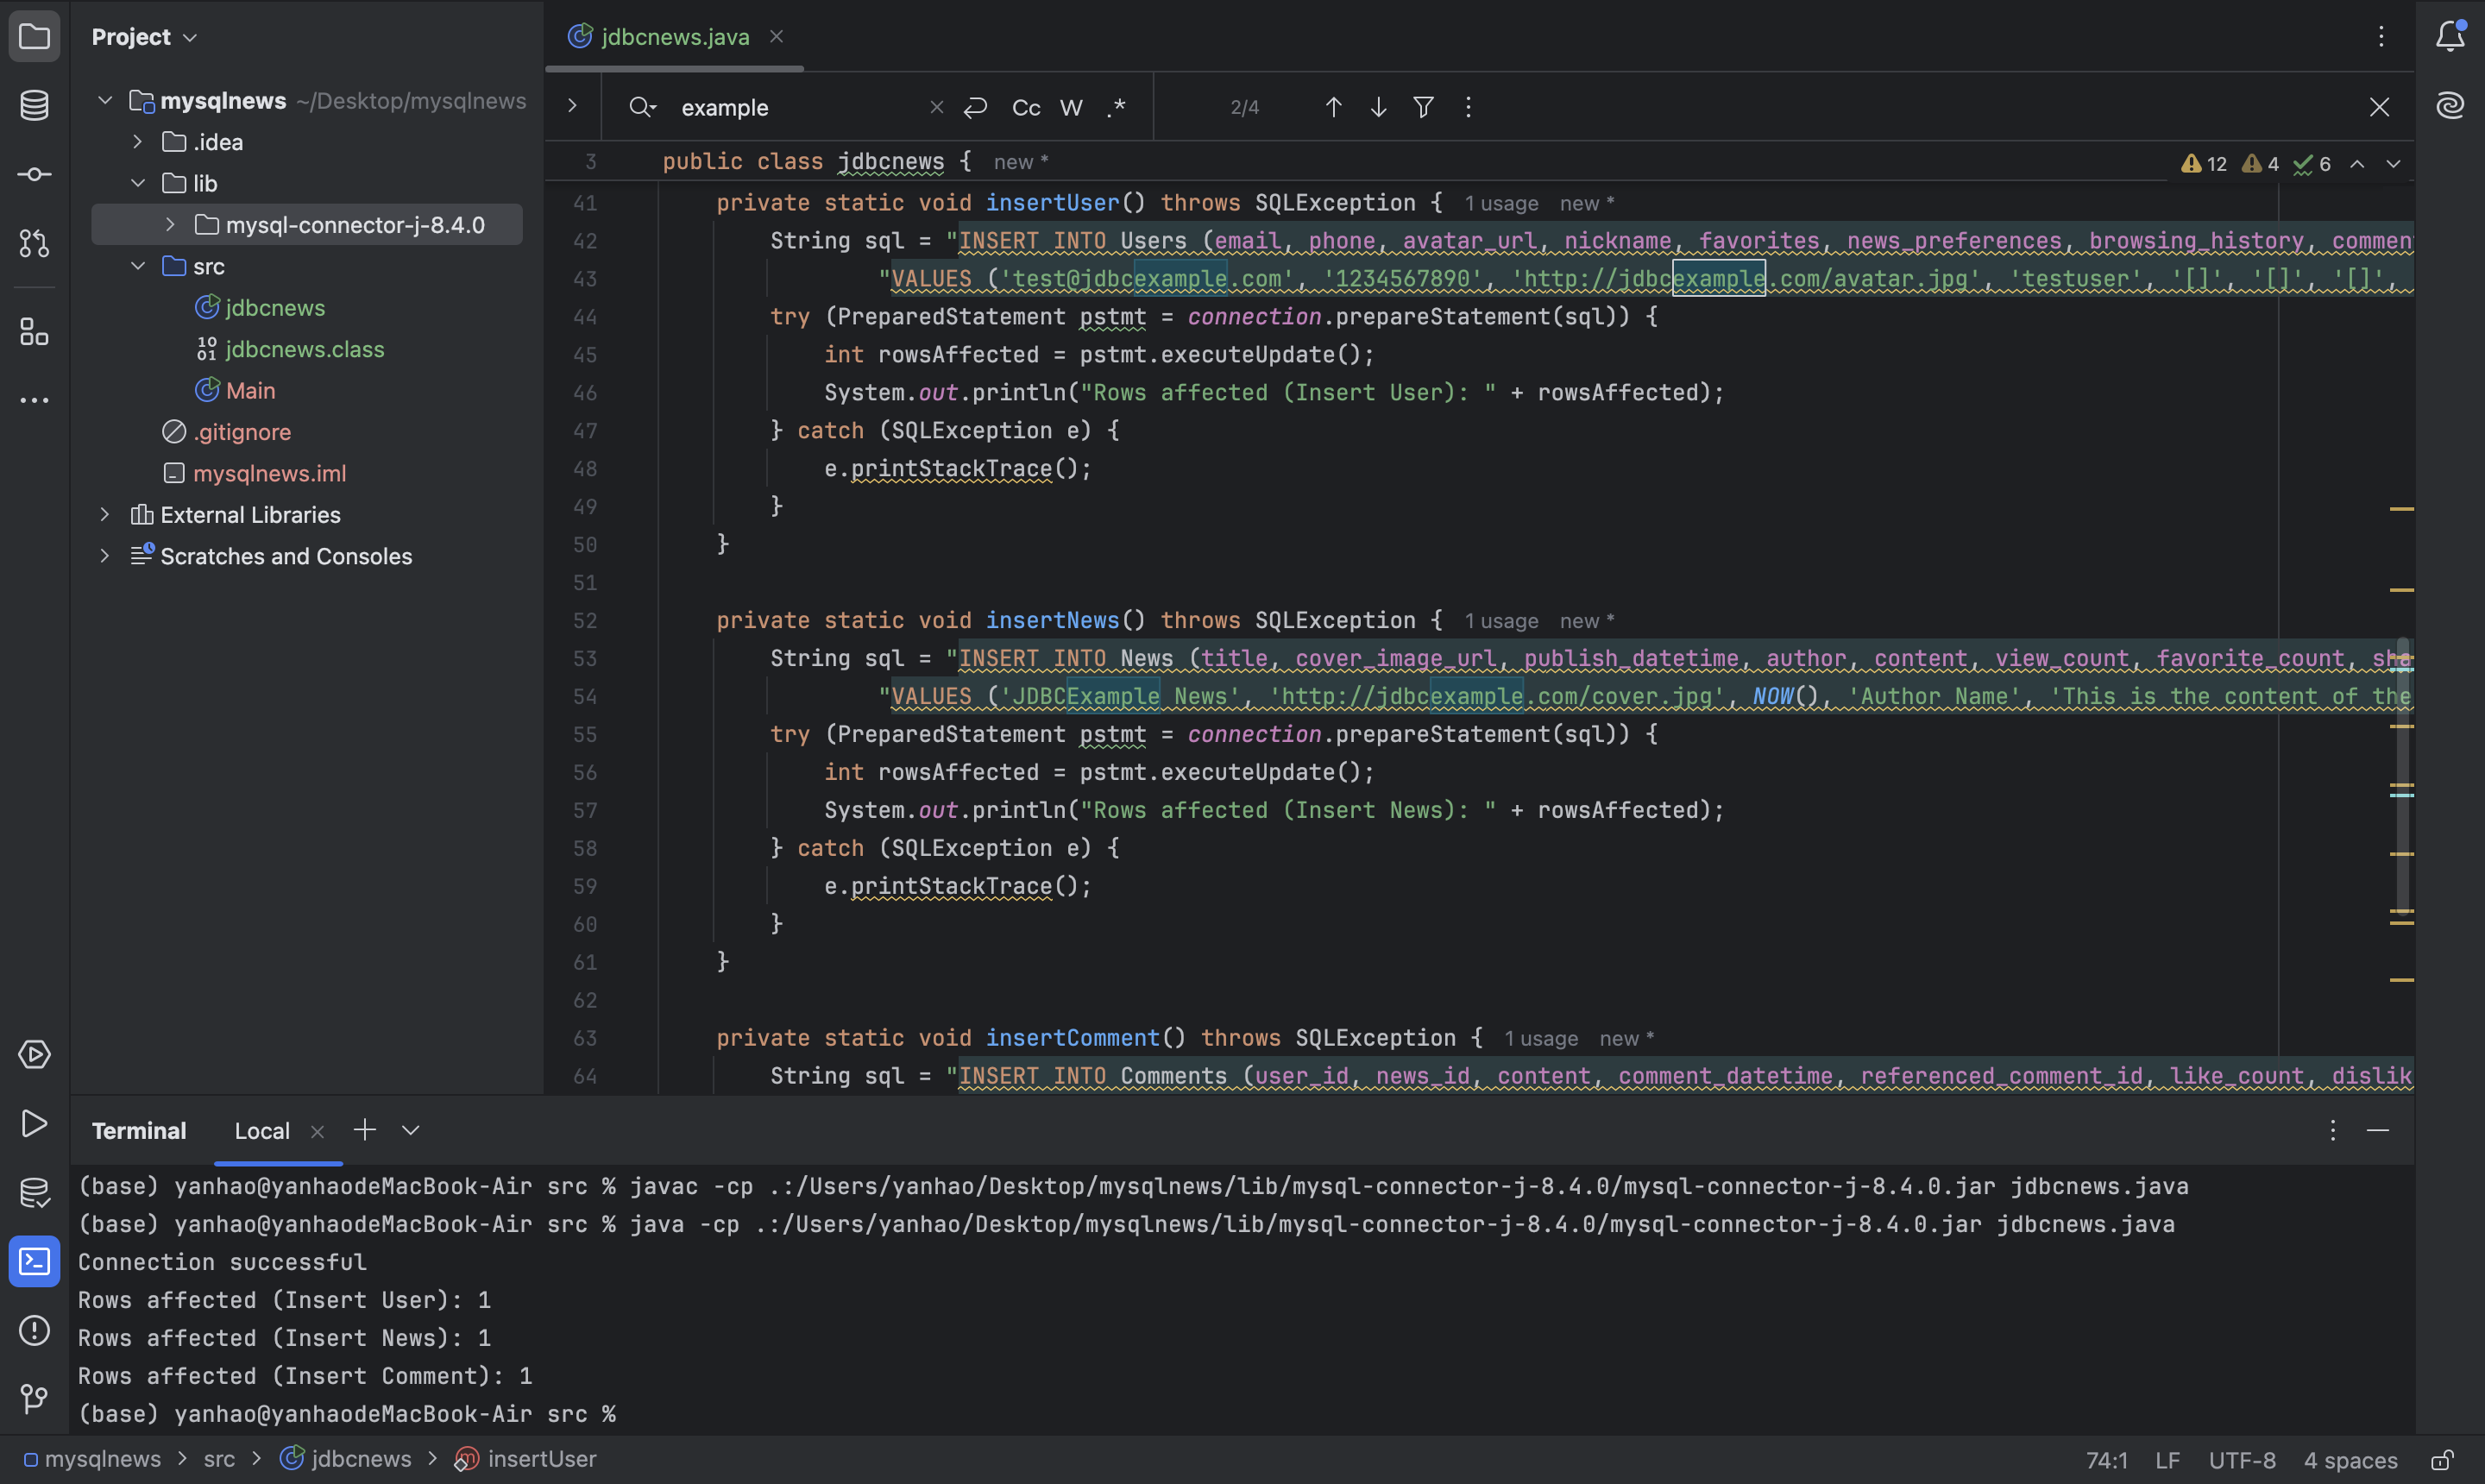 Project
mysqlnews ~/Desktop/mysqlnews
.idea
lib
mysql-connector-j-8.4.0
src
jdbcnews
jdbcnews.class
Main
.gitignore
mysqlnews.iml
External Libraries
Scratches and Consoles
jdbcnews.java
example Cc W .* 2/4
3 public class jdbcnews { new * 12 4 6
41 private static void insertUser() throws SQLException { 1 usage new *
42 String sql = "INSERT INTO Users (email, phone, avatar_url, nickname, favorites, news_preferences, browsing_history, commen
43 "VALUES ('test@jdbcexample.com', '1234567890', 'http://jdbcexample.com/avatar.jpg', 'testuser', '[]', '[]', '[]',
44 try (PreparedStatement pstmt = connection.prepareStatement(sql)) {
45 int rowsAffected = pstmt.executeUpdate();
46 System.out.println("Rows affected (Insert User): " + rowsAffected);
47 } catch (SQLException e) {
48 e.printStackTrace();
49 }
50 }
51
52 private static void insertNews() throws SQLException { 1 usage new *
53 String sql = "INSERT INTO News (title, cover_image_url, publish_datetime, author, content, view_count, favorite_count, sha
54 "VALUES ('JDBCExample News', 'http://jdbcexample.com/cover.jpg', NOW(), 'Author Name', 'This is the content of the
55 try (PreparedStatement pstmt = connection.prepareStatement(sql)) {
56 int rowsAffected = pstmt.executeUpdate();
57 System.out.println("Rows affected (Insert News): " + rowsAffected);
58 } catch (SQLException e) {
59 e.printStackTrace();
60 }
61 }
62
63 private static void insertComment() throws SQLException { 1 usage new *
64 String sql = "INSERT INTO Comments (user_id, news_id, content, comment_datetime, referenced_comment_id, like_count, dislik
Terminal Local
(base) yanhao@yanhaodeMacBook-Air src % javac -cp .:/Users/yanhao/Desktop/mysqlnews/lib/mysql-connector-j-8.4.0/mysql-connector-j-8.4.0.jar jdbcnews.java
(base) yanhao@yanhaodeMacBook-Air src % java -cp .:/Users/yanhao/Desktop/mysqlnews/lib/mysql-connector-j-8.4.0/mysql-connector-j-8.4.0.jar jdbcnews.java
Connection successful
Rows affected (Insert User): 1
Rows affected (Insert News): 1
Rows affected (Insert Comment): 1
(base) yanhao@yanhaodeMacBook-Air src %
mysqlnews > src > jdbcnews > insertUser 74:1 LF UTF-8 4 spaces